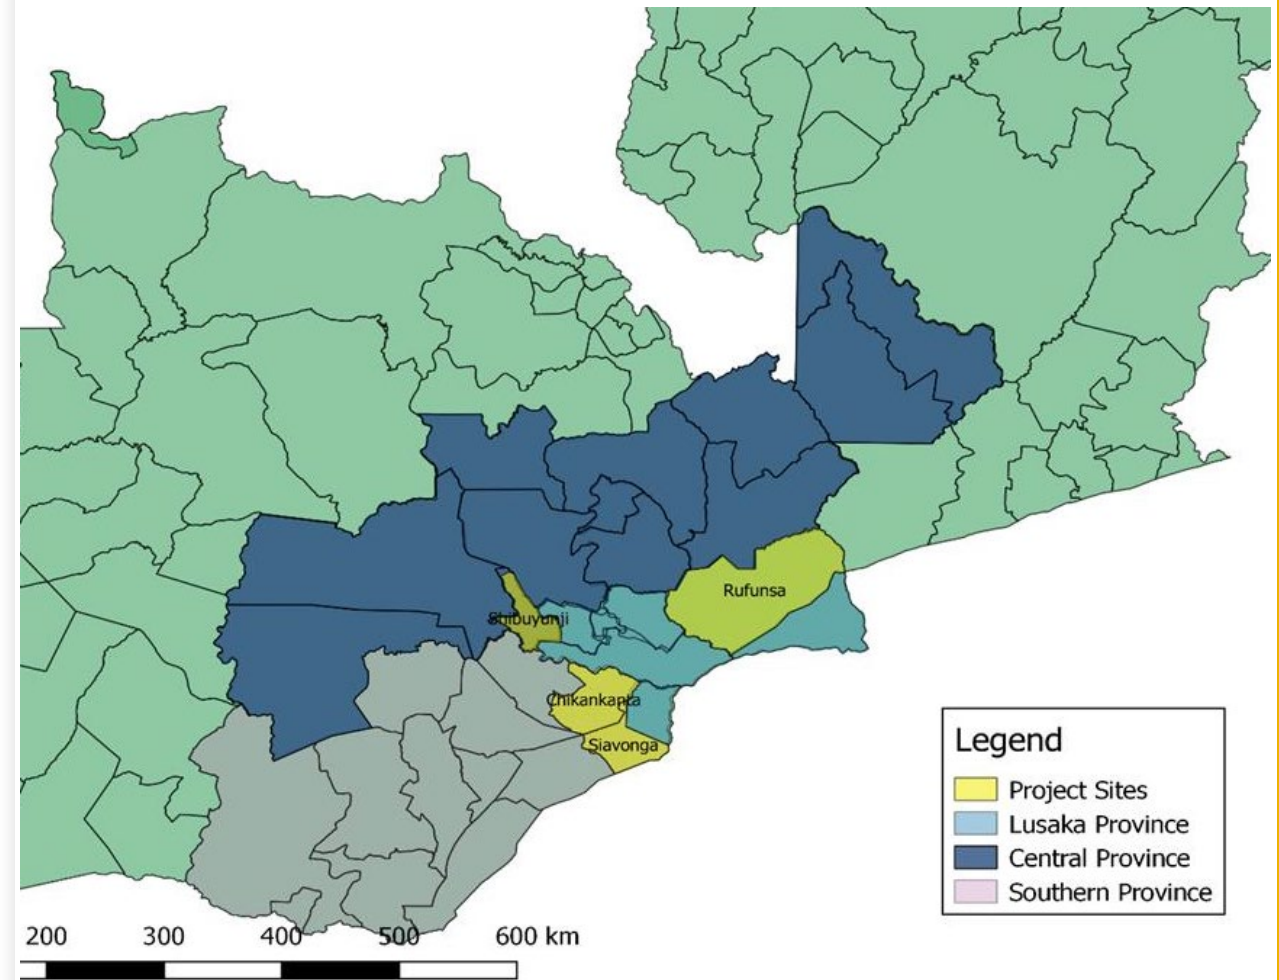 Rufunsa
Shibuyunji
Chikankanta
Siavonga
Legend
Project Sites
Lusaka Province
Central Province
Southern Province
200 300 400 500 600 km